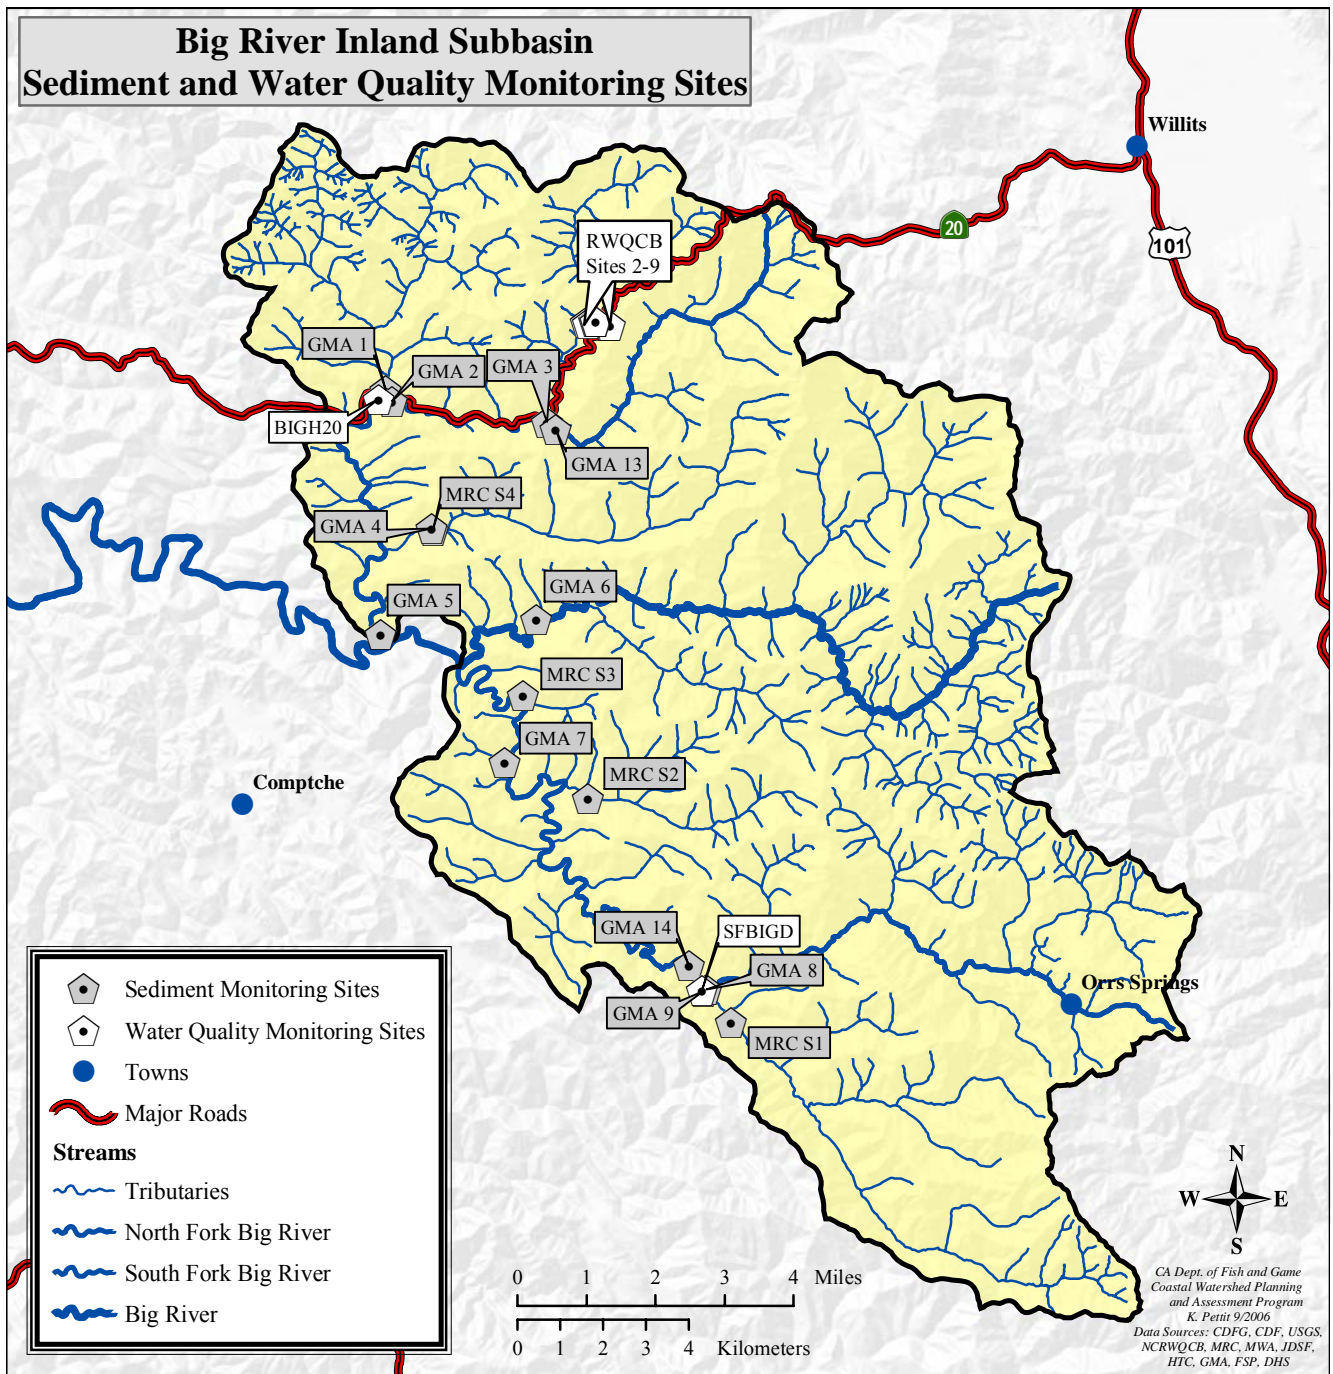 Big River Inland Subbasin
Sediment and Water Quality Monitoring Sites
Willits
20
101
RWQCB
Sites 2-9
GMA 1
GMA 2
GMA 3
BIGH20
GMA 13
MRC S4
GMA 4
GMA 6
GMA 5
MRC S3
GMA 7
MRC S2
Comptche
GMA 14
SFBIGD
GMA 8
Orrs Springs
GMA 9
MRC S1
Sediment Monitoring Sites
Water Quality Monitoring Sites
Towns
Major Roads
Streams
Tributaries
North Fork Big River
South Fork Big River
Big River
0 1 2 3 4 Miles
0 1 2 3 4 Kilometers
N
W E
S
CA Dept. of Fish and Game
Coastal Watershed Planning
and Assessment Program
K. Pettit 9/2006
Data Sources: CDFG, CDF, USGS,
NCRWQCB, MRC, MWA, JDSF,
HTC, GMA, FSP, DHS